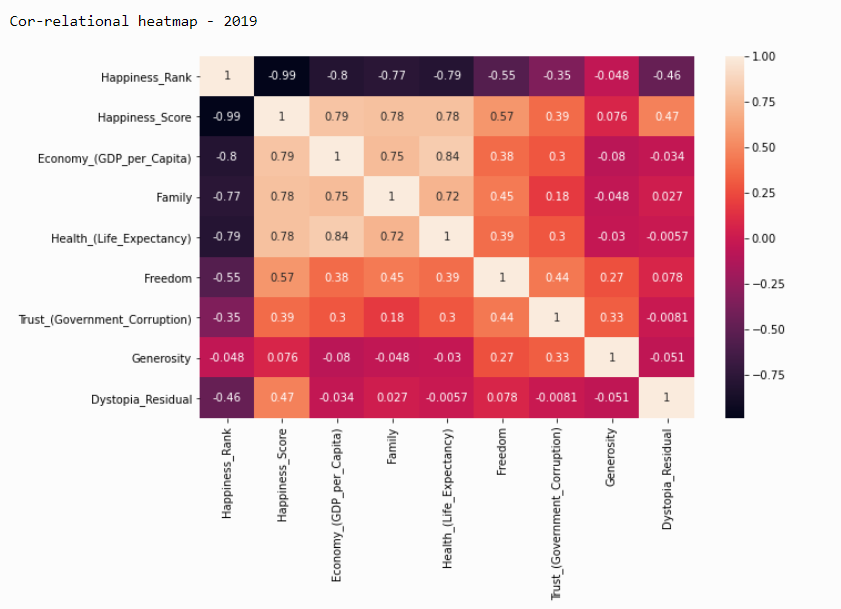 Cor-relational heatmap - 2019
Happiness_Rank 1 -0.99 -0.8 -0.77 -0.79 -0.55 -0.35 -0.048 -0.46
Happiness_Score -0.99 1 0.79 0.78 0.78 0.57 0.39 0.076 0.47
Economy_(GDP_per_Capita) -0.8 0.79 1 0.75 0.84 0.38 0.3 -0.08 -0.034
Family -0.77 0.78 0.75 1 0.72 0.45 0.18 -0.048 0.027
Health_(Life_Expectancy) -0.79 0.78 0.84 0.72 1 0.39 0.3 -0.03 -0.0057
Freedom -0.55 0.57 0.38 0.45 0.39 1 0.44 0.27 0.078
Trust_(Government_Corruption) -0.35 0.39 0.3 0.18 0.3 0.44 1 0.33 -0.0081
Generosity -0.048 0.076 -0.08 -0.048 -0.03 0.27 0.33 1 -0.051
Dystopia_Residual -0.46 0.47 -0.034 0.027 -0.0057 0.078 -0.0081 -0.051 1
Happiness_Rank
Happiness_Score
Economy_(GDP_per_Capita)
Family
Health_(Life_Expectancy)
Freedom
Trust_(Government_Corruption)
Generosity
Dystopia_Residual
1.00
0.75
0.50
0.25
0.00
−0.25
−0.50
−0.75